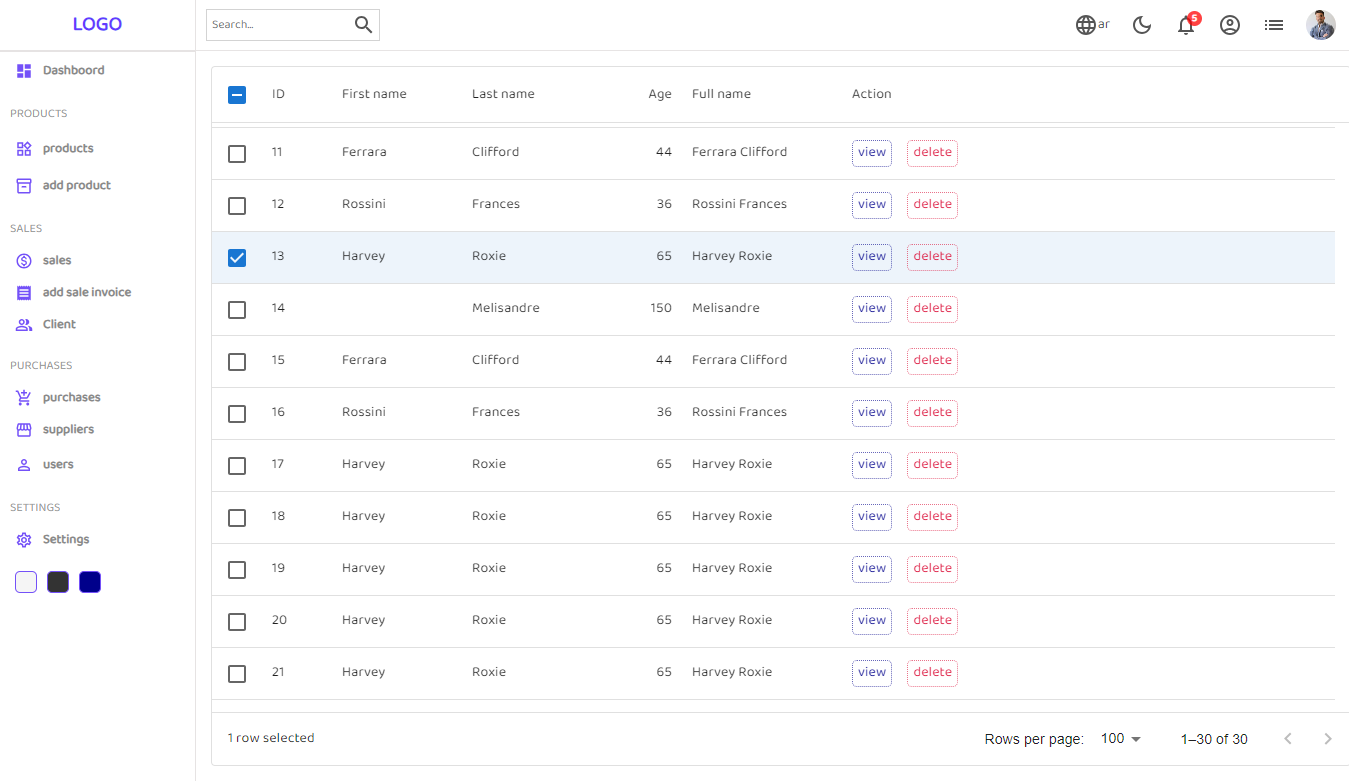 LOGO
Search...
ar
5
Dashboord
PRODUCTS
products
add product
SALES
sales
add sale invoice
Client
PURCHASES
purchases
suppliers
users
SETTINGS
Settings
ID First name Last name Age Full name Action
11 Ferrara Clifford 44 Ferrara Clifford view delete
12 Rossini Frances 36 Rossini Frances view delete
13 Harvey Roxie 65 Harvey Roxie view delete
14 Melisandre 150 Melisandre view delete
15 Ferrara Clifford 44 Ferrara Clifford view delete
16 Rossini Frances 36 Rossini Frances view delete
17 Harvey Roxie 65 Harvey Roxie view delete
18 Harvey Roxie 65 Harvey Roxie view delete
19 Harvey Roxie 65 Harvey Roxie view delete
20 Harvey Roxie 65 Harvey Roxie view delete
21 Harvey Roxie 65 Harvey Roxie view delete
1 row selected Rows per page: 100 1–30 of 30